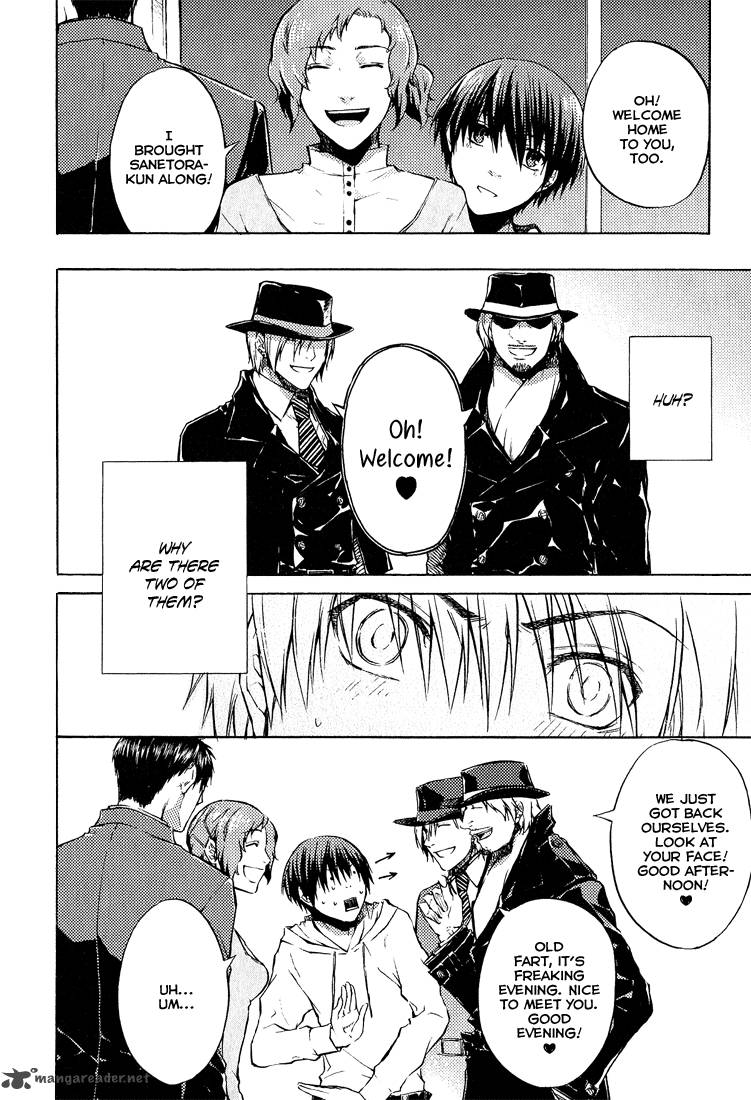 OH!
WELCOME
HOME
TO YOU,
TOO.
I
BROUGHT
SANETORA-
KUN ALONG!
HUH?
Oh!
Welcome!
WHY
ARE THERE
TWO OF
THEM?
WE JUST
GOT BACK
OURSELVES.
LOOK AT
YOUR FACE!
GOOD AFTER-
NOON!
OLD
FART, IT'S
FREAKING
EVENING. NICE
TO MEET YOU.
GOOD
EVENING!
UH...
UM...
mangareader.net